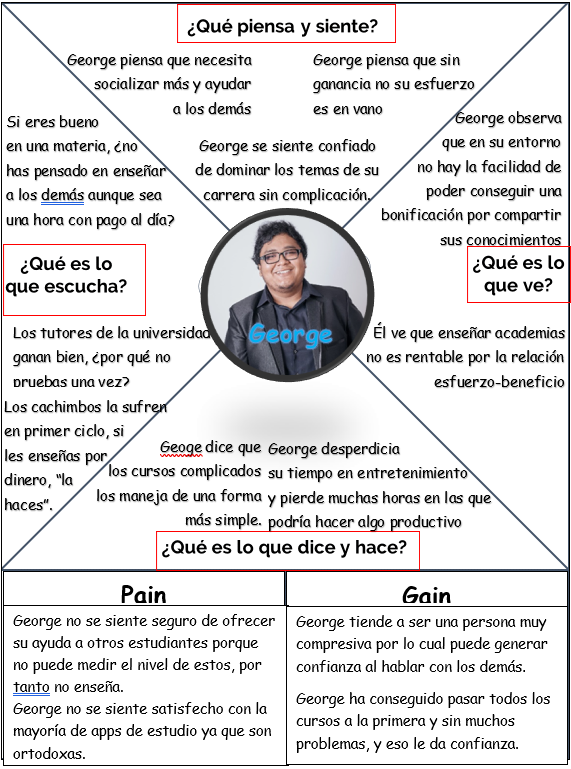 ¿Qué piensa y siente?
George piensa que necesita
socializar más y ayudar
a los demás
George piensa que sin
ganancia no su esfuerzo
es en vano
George se siente confiado
de dominar los temas de su
carrera sin complicación.
Si eres bueno
en una materia, ¿no
has pensado en enseñar
a los demás aunque sea
una hora con pago al día?
¿Qué es lo
que escucha?
Los tutores de la universidad
ganan bien, ¿por qué no
pruebas una vez?
Los cachimbos la sufren
en primer ciclo, si
les enseñas por
dinero, “la
haces”.
George observa
que en su entorno
no hay la facilidad de
poder conseguir una
bonificación por compartir
sus conocimientos
¿Qué es lo
que ve?
Él ve que enseñar academias
no es rentable por la relación
esfuerzo-beneficio
George
Geoge dice que
los cursos complicados
los maneja de una forma
más simple.
George desperdicia
su tiempo en entretenimiento
y pierde muchas horas en las que
podría hacer algo productivo
¿Qué es lo que dice y hace?
Pain
George no se siente seguro de ofrecer
su ayuda a otros estudiantes porque
no puede medir el nivel de estos, por
tanto no enseña.
George no se siente satisfecho con la
mayoría de apps de estudio ya que son
ortodoxas.
Gain
George tiende a ser una persona muy
compresiva por lo cual puede generar
confianza al hablar con los demás.
George ha conseguido pasar todos los
cursos a la primera y sin muchos
problemas, y eso le da confianza.